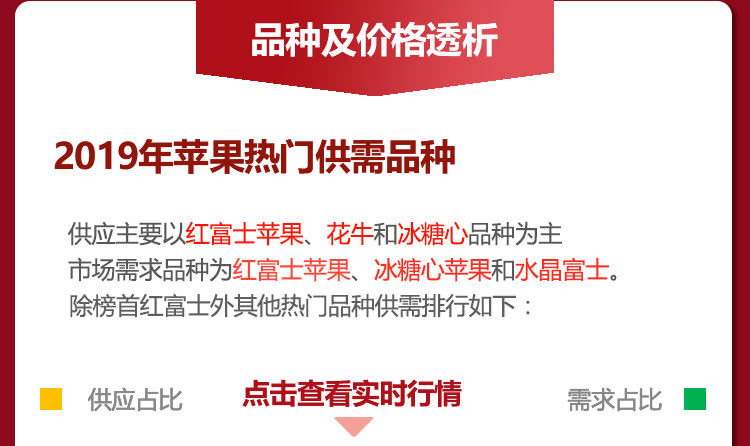 品种及价格透析
2019年苹果热门供需品种
供应主要以红富士苹果、花牛和冰糖心品种为主
市场需求品种为红富士苹果、冰糖心苹果和水晶富士。
除榜首红富士外其他热门品种供需排行如下：
供应占比 点击查看实时行情 需求占比